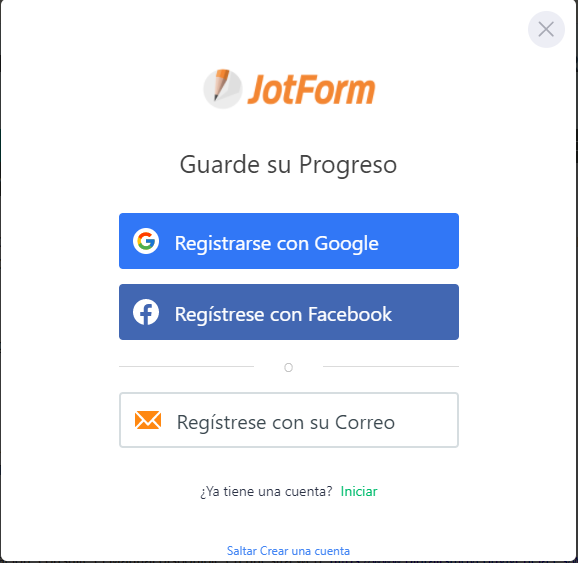 JotForm
Guarde su Progreso
Registrarse con Google
Regístrese con Facebook
O
Regístrese con su Correo
¿Ya tiene una cuenta? Iniciar
Saltar Crear una cuenta